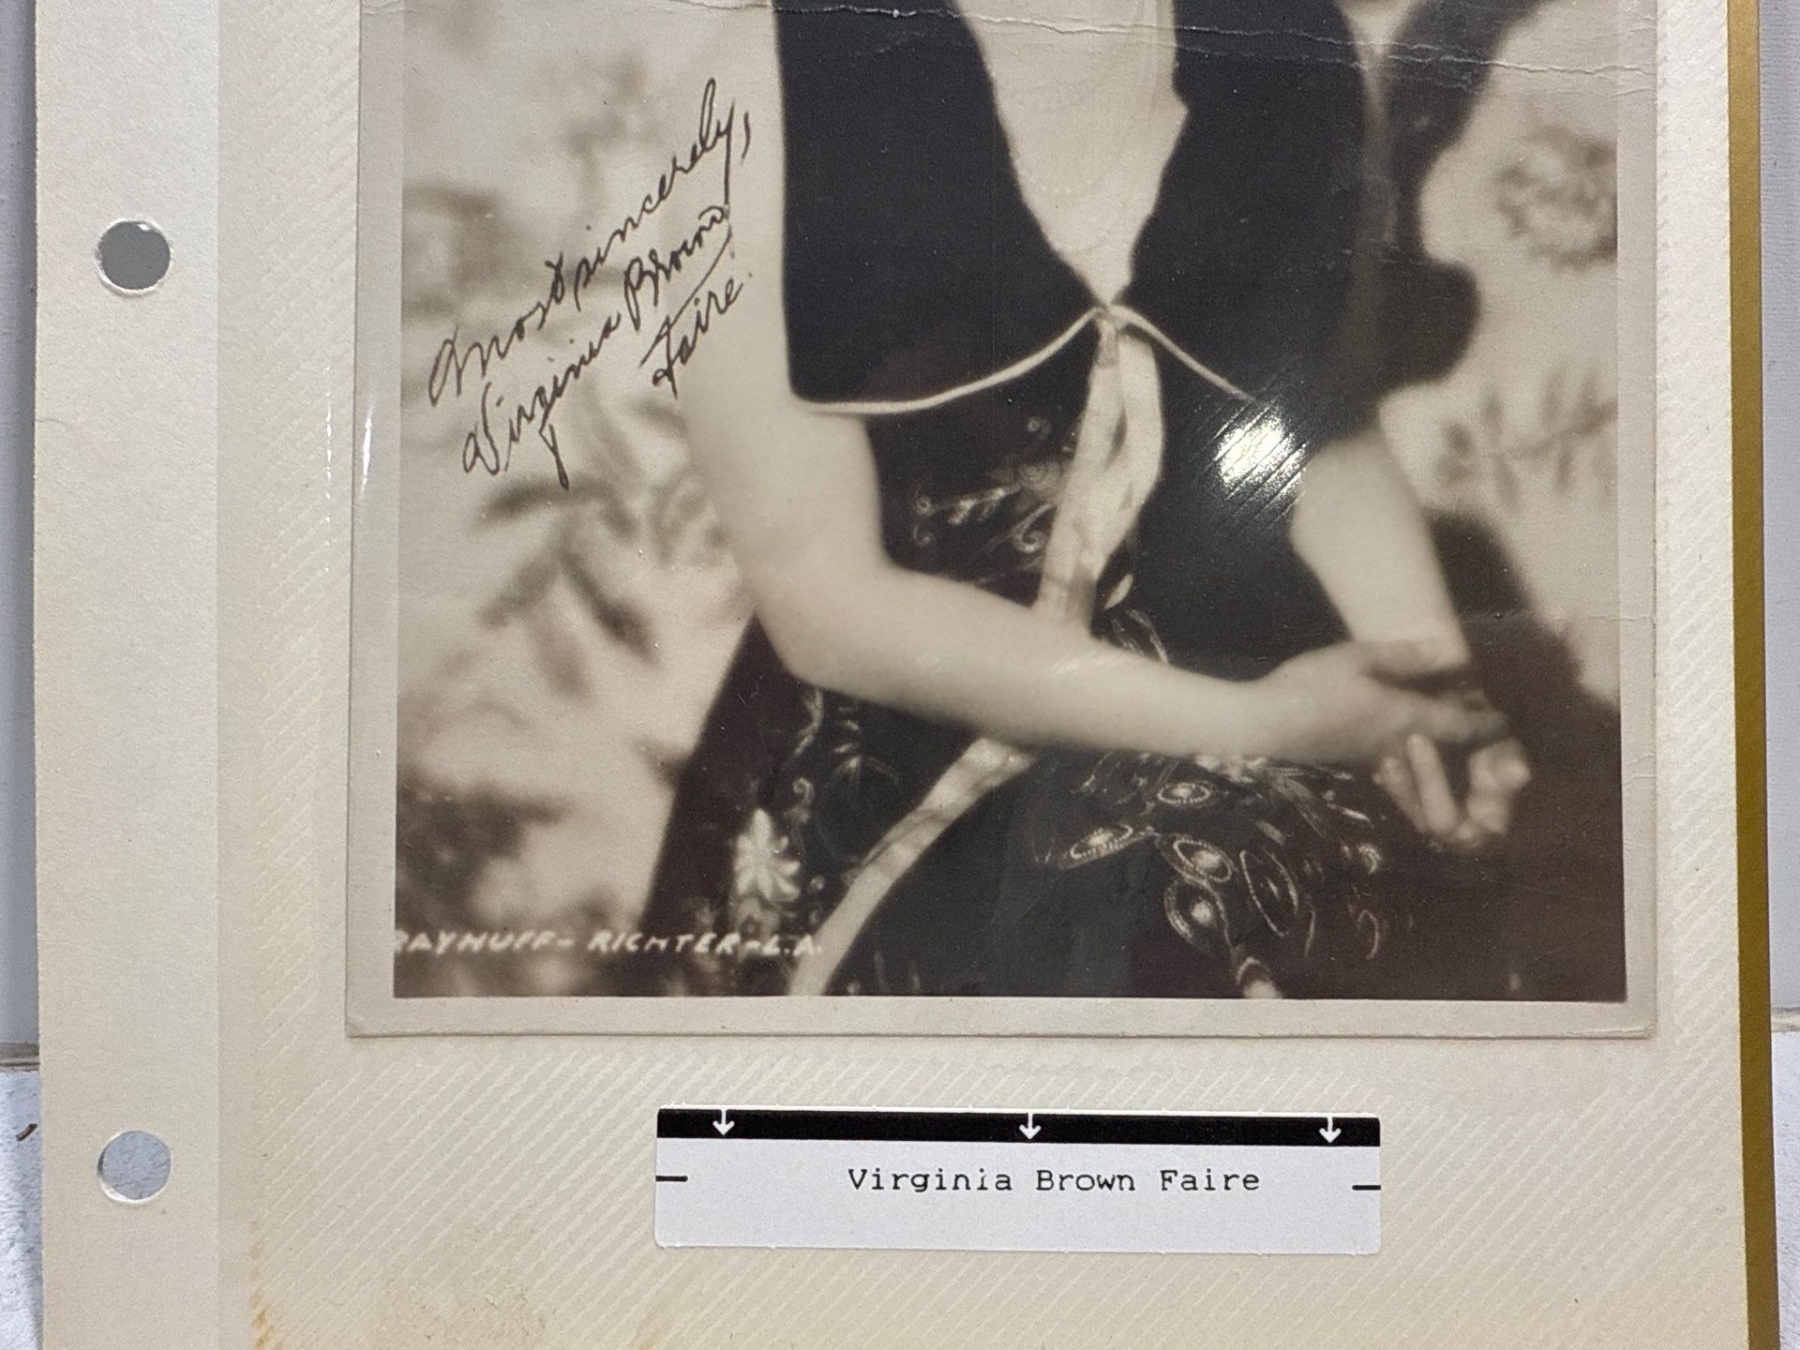 Most sincerely,
Virginia Brown
Faire.
RAYHUFF - RICHTER - L.A.
Virginia Brown Faire